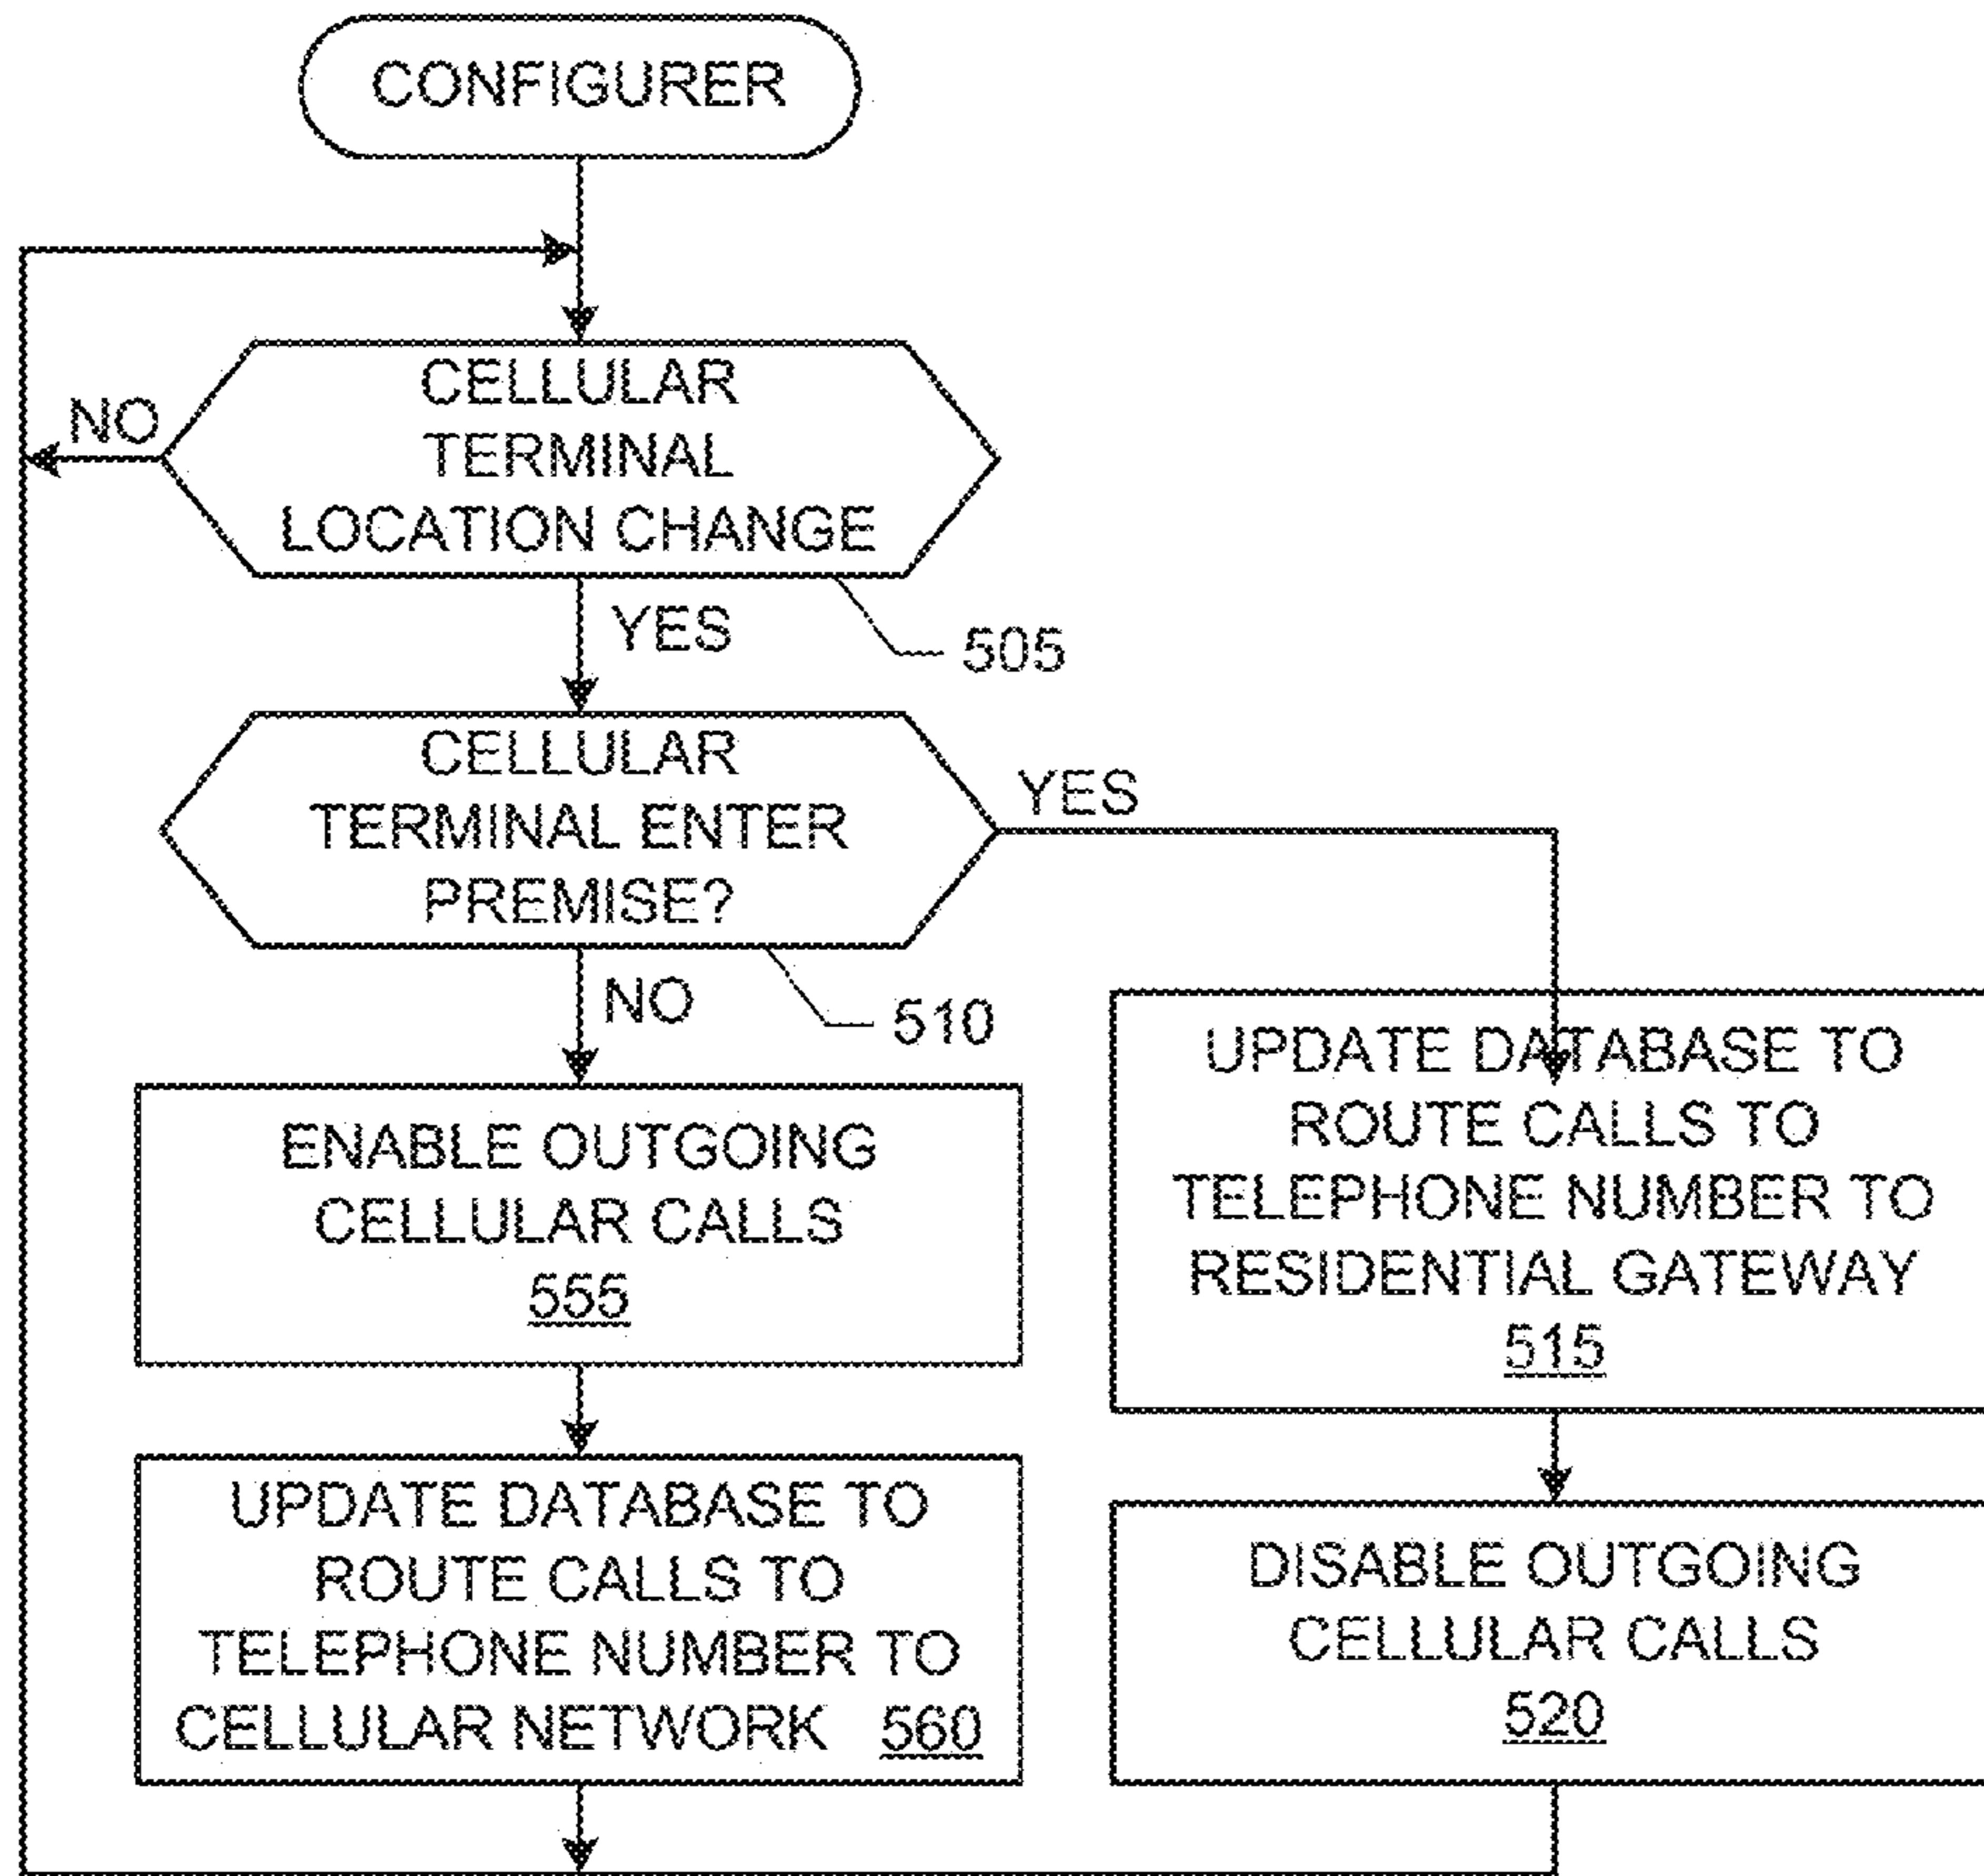 CONFIGURER
CELLULAR
TERMINAL
LOCATION CHANGE
NO
YES
505
CELLULAR
TERMINAL ENTER
PREMISE?
YES
NO
510
ENABLE OUTGOING
CELLULAR CALLS
555
UPDATE DATABASE TO
ROUTE CALLS TO
TELEPHONE NUMBER TO
CELLULAR NETWORK 560
UPDATE DATABASE TO
ROUTE CALLS TO
TELEPHONE NUMBER TO
RESIDENTIAL GATEWAY
515
DISABLE OUTGOING
CELLULAR CALLS
520